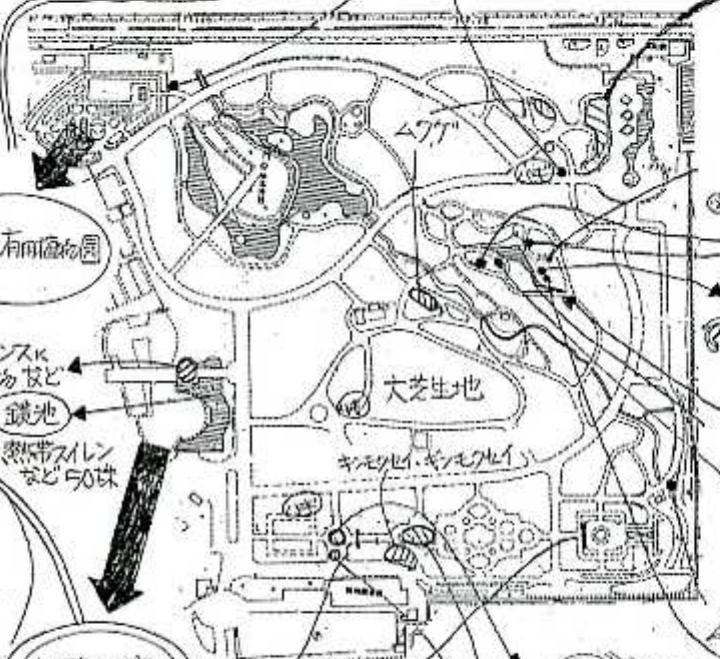 ムクゲ
有用植物園
大芝生地
ンスに
など
鏡池
熱帯スイレン
など50株
キンモクセイ・ギンモクセイ